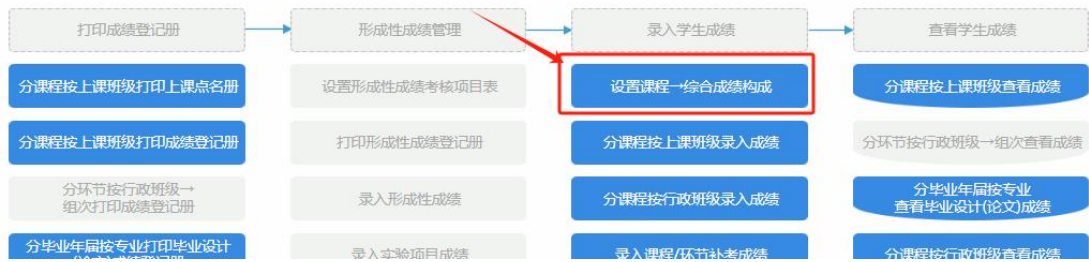 打印成绩登记册
形成性成绩管理
录入学生成绩
查看学生成绩
分课程按上课班级打印上课点名册
设置形成性成绩考核项目表
设置课程→综合成绩构成
分课程按上课班级查看成绩
分课程按上课班级打印成绩登记册
打印形成性成绩登记册
分课程按上课班级录入成绩
分环节按行政班级→组次查看成绩
分环节按行政班级→
组次打印成绩登记册
录入形成性成绩
分课程按行政班级录入成绩
分毕业年届按专业
查看毕业设计(论文)成绩
分毕业年届按专业打印毕业设计
(论文)成绩登记册
录入实验项目成绩
录入课程/环节补考成绩
分课程按行政班级查看成绩